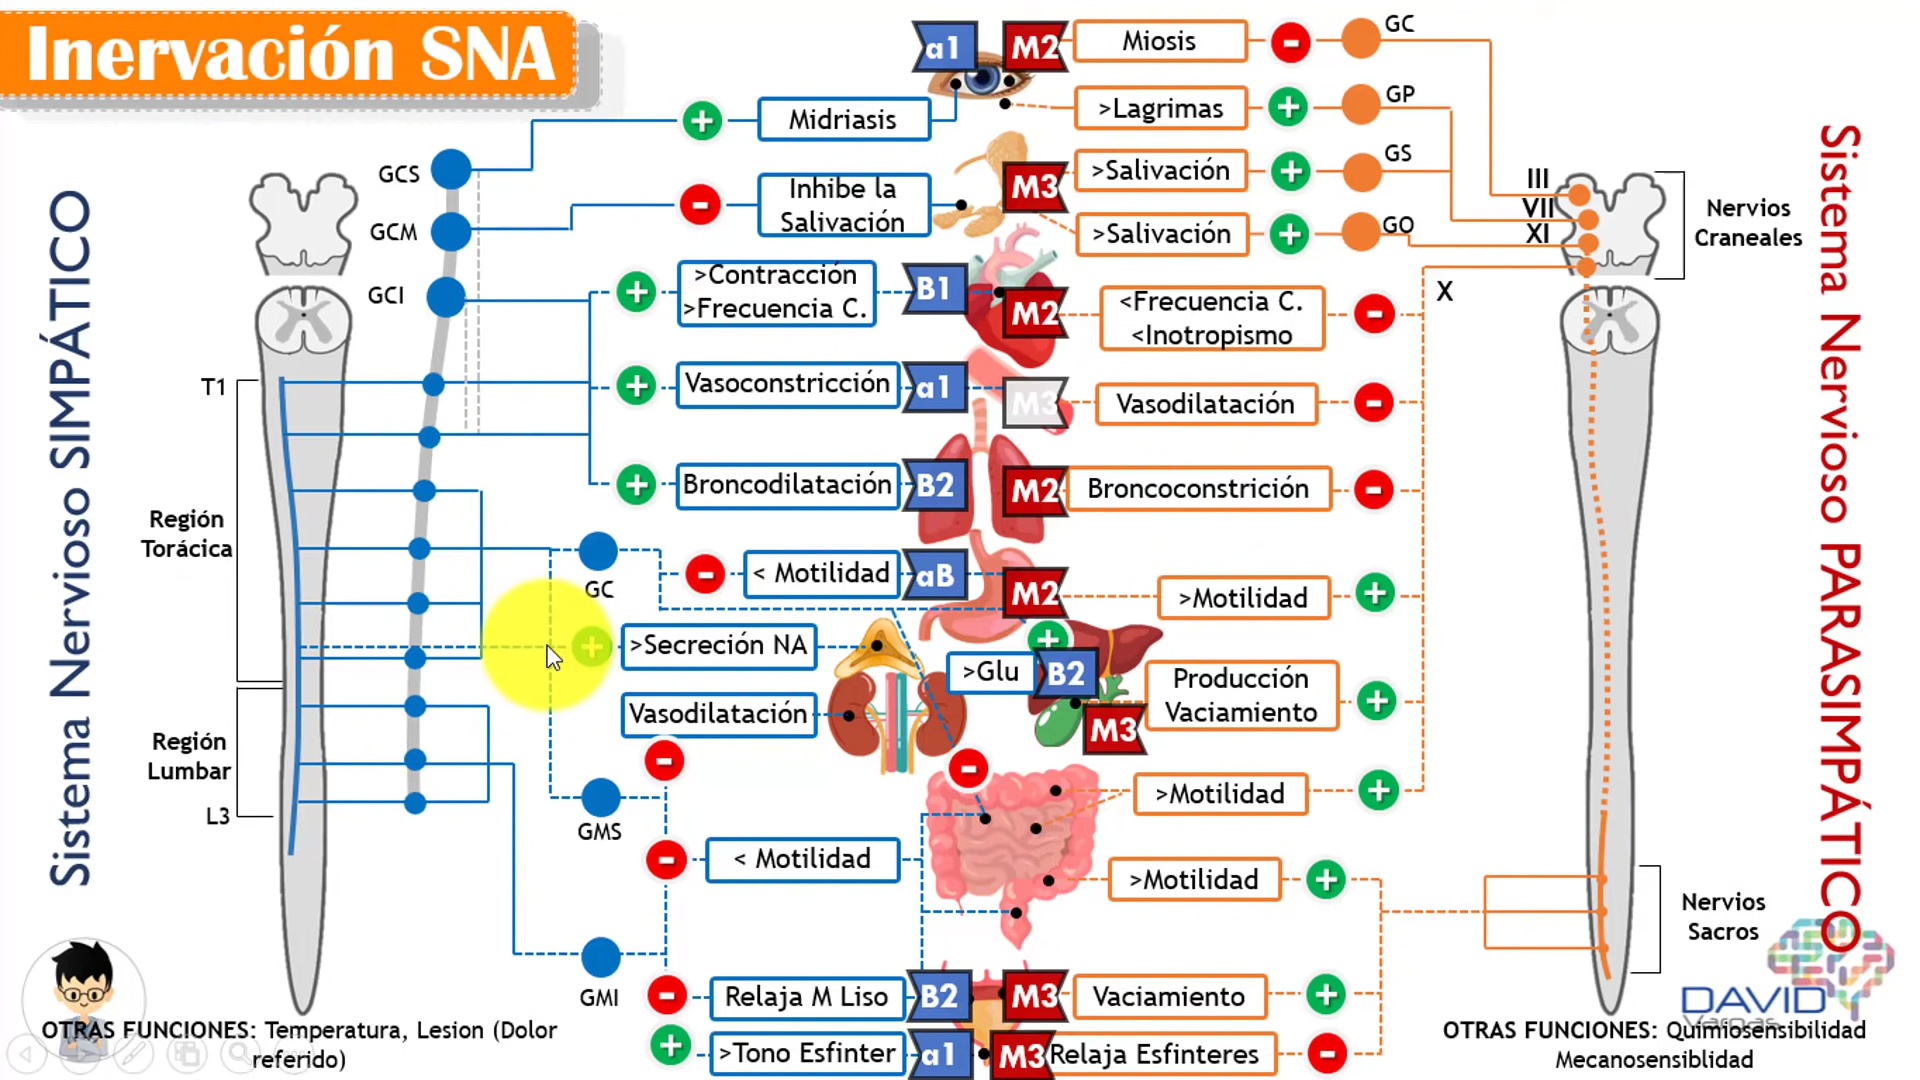 Inervación SNA
Sistema Nervioso SIMPÁTICO
GCS
GCM
GCI
T1
Región
Torácica
Región
Lumbar
L3
GC
GMS
GMI
Midriasis
Inhibe la
Salivación
>Contracción
>Frecuencia C.
Vasoconstricción
Broncodilatación
< Motilidad
>Secreción NA
Vasodilatación
< Motilidad
Relaja M Liso
>Tono Esfinter
a1
B1
a1
B2
aB
B2
B2
a1
>Glu
M2
M3
M2
M3
M2
M2
M3
M3
M3
Miosis
>Lagrimas
>Salivación
>Salivación
<Frecuencia C.
<Inotropismo
Vasodilatación
Broncoconstrición
>Motilidad
Producción
Vaciamiento
>Motilidad
>Motilidad
Vaciamiento
Relaja Esfinteres
GC
GP
GS
GO
III
VII
XI
X
Nervios
Craneales
Nervios
Sacros
Sistema Nervioso PARASIMPÁTICO
OTRAS FUNCIONES: Temperatura, Lesion (Dolor
referido)
DAVID
Vargas
OTRAS FUNCIONES: Quimiosensibilidad
Mecanosensiblidad